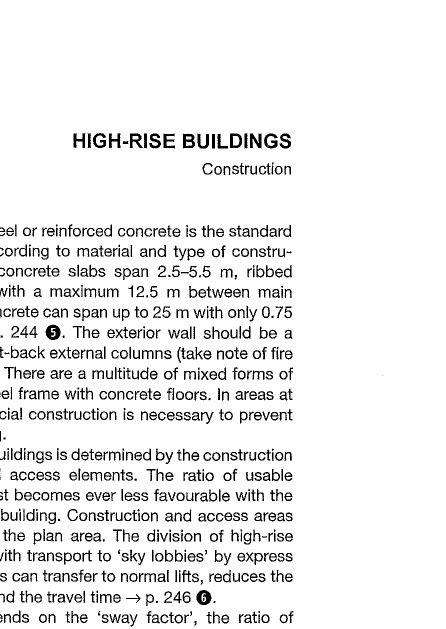 HIGH-RISE BUILDINGS
Construction
eel or reinforced concrete is the standard
cording to material and type of constru-
concrete slabs span 2.5–5.5 m, ribbed
with a maximum 12.5 m between main
crete can span up to 25 m with only 0.75
. 244 ❺. The exterior wall should be a
t-back external columns (take note of fire
There are a multitude of mixed forms of
el frame with concrete floors. In areas at
cial construction is necessary to prevent
g.
uildings is determined by the construction
l access elements. The ratio of usable
st becomes ever less favourable with the
building. Construction and access areas
the plan area. The division of high-rise
vith transport to ‘sky lobbies’ by express
s can transfer to normal lifts, reduces the
nd the travel time → p. 246 ❻.
ends on the ‘sway factor’, the ratio of